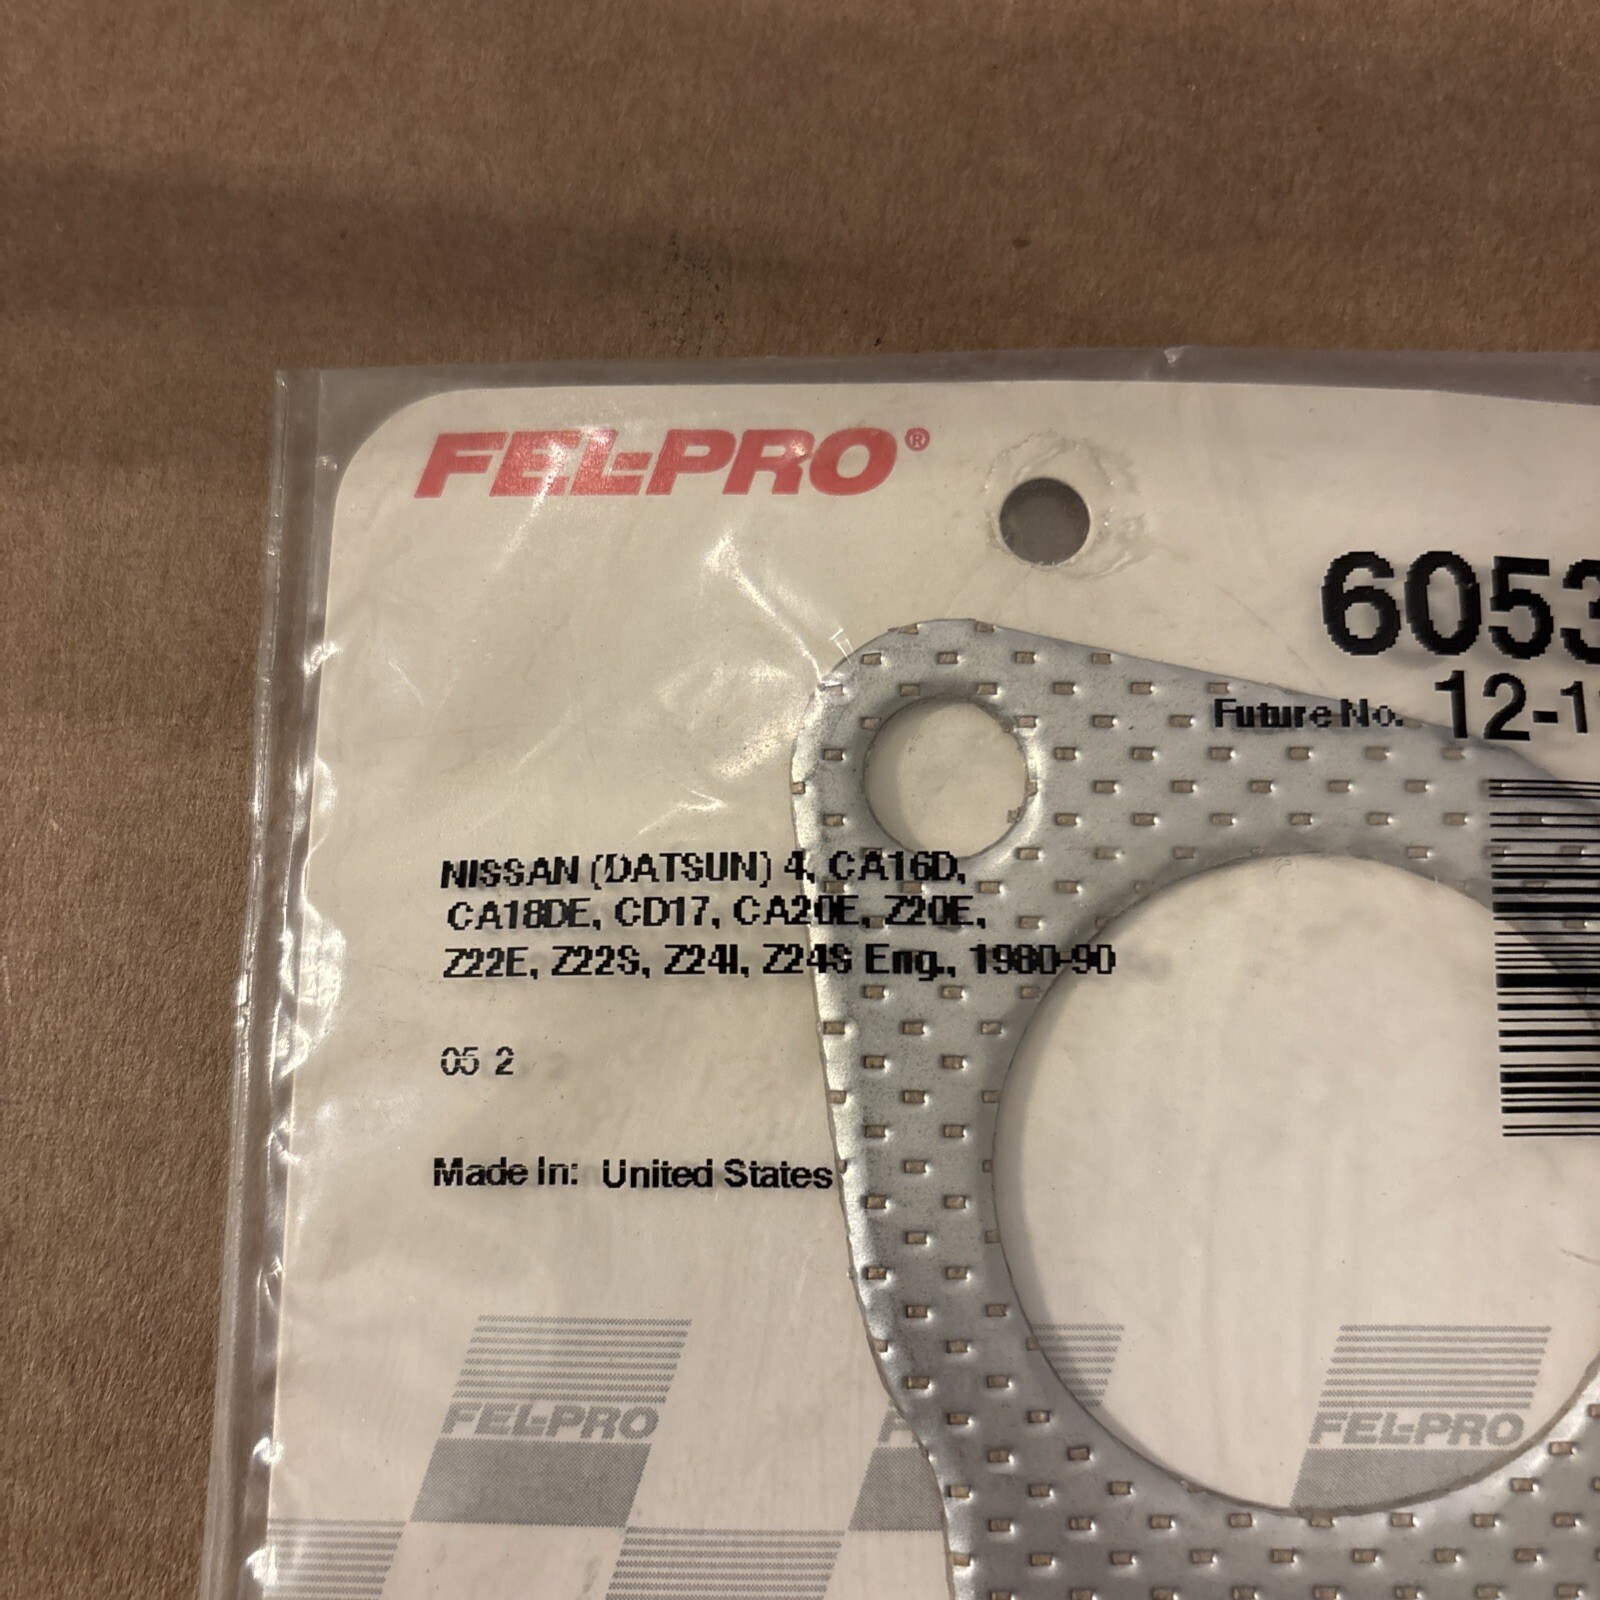 FEL-PRO®
6053
Future No. 12-1
NISSAN (DATSUN) 4, CA16D,
CA18DE, CD17, CA20E, Z20E,
Z22E, Z22S, Z24I, Z24S Eng., 1980-90
05 2
Made In: United States
FEL-PRO
FEL-PRO